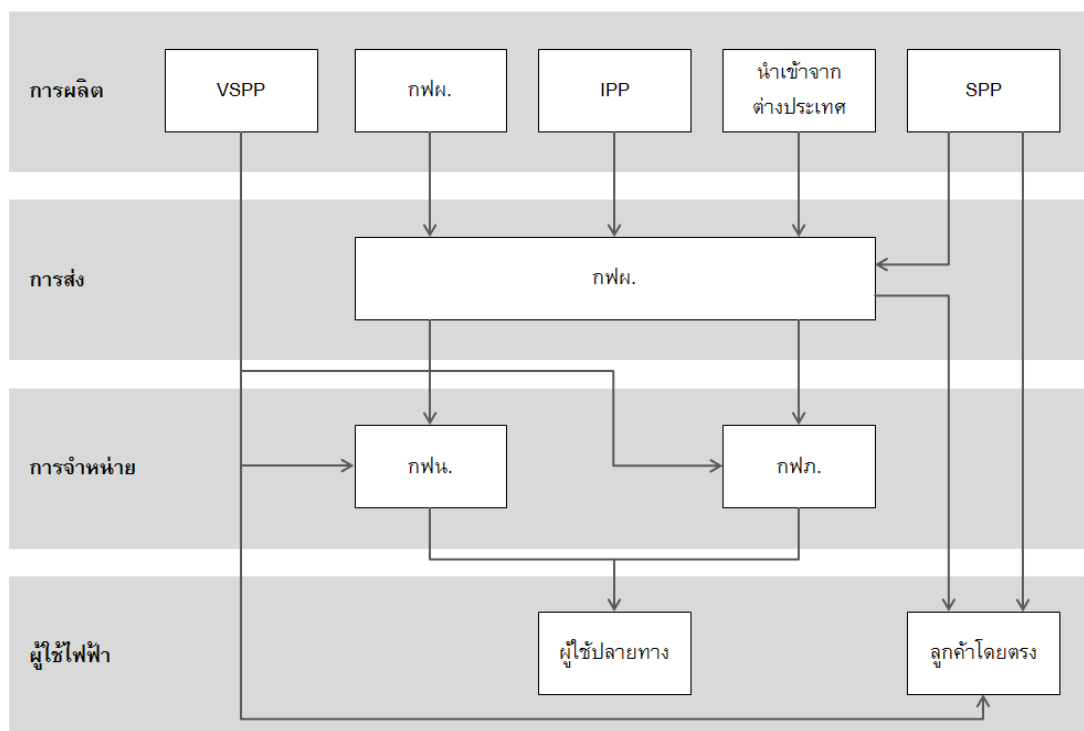 การผลิต
VSPP
กฟผ.
IPP
นำเข้าจาก
ต่างประเทศ
SPP
การส่ง
กฟผ.
การจำหน่าย
กฟน.
กฟภ.
ผู้ใช้ไฟฟ้า
ผู้ใช้ปลายทาง
ลูกค้าโดยตรง